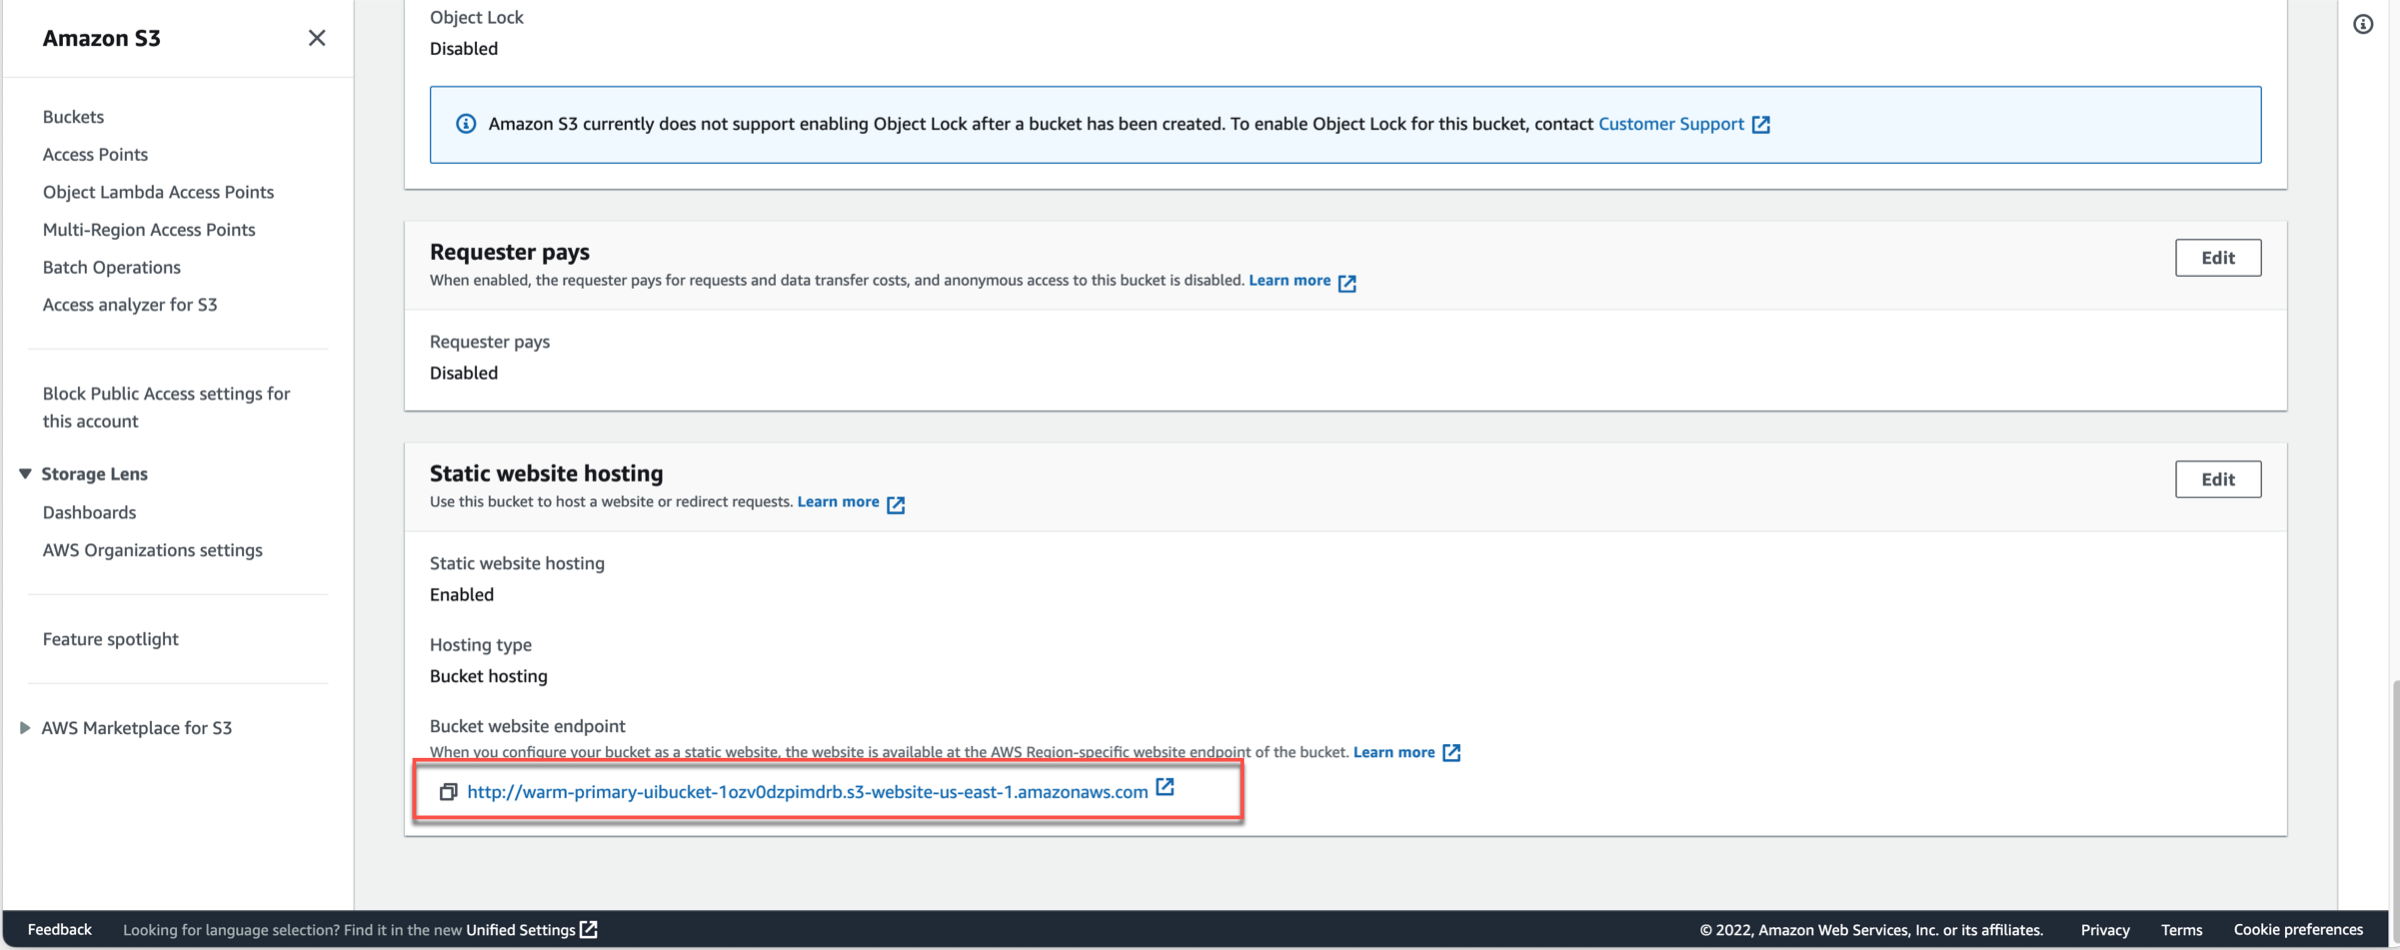 Amazon S3
Buckets
Access Points
Object Lambda Access Points
Multi-Region Access Points
Batch Operations
Access analyzer for S3
Block Public Access settings for
this account
Storage Lens
Dashboards
AWS Organizations settings
Feature spotlight
AWS Marketplace for S3
Object Lock
Disabled
Amazon S3 currently does not support enabling Object Lock after a bucket has been created. To enable Object Lock for this bucket, contact Customer Support
Requester pays
Edit
When enabled, the requester pays for requests and data transfer costs, and anonymous access to this bucket is disabled. Learn more
Requester pays
Disabled
Static website hosting
Edit
Use this bucket to host a website or redirect requests. Learn more
Static website hosting
Enabled
Hosting type
Bucket hosting
Bucket website endpoint
When you configure your bucket as a static website, the website is available at the AWS Region-specific website endpoint of the bucket. Learn more
http://warm-primary-uibucket-1ozv0dzpimdrb.s3-website-us-east-1.amazonaws.com
Feedback Looking for language selection? Find it in the new Unified Settings © 2022, Amazon Web Services, Inc. or its affiliates. Privacy Terms Cookie preferences